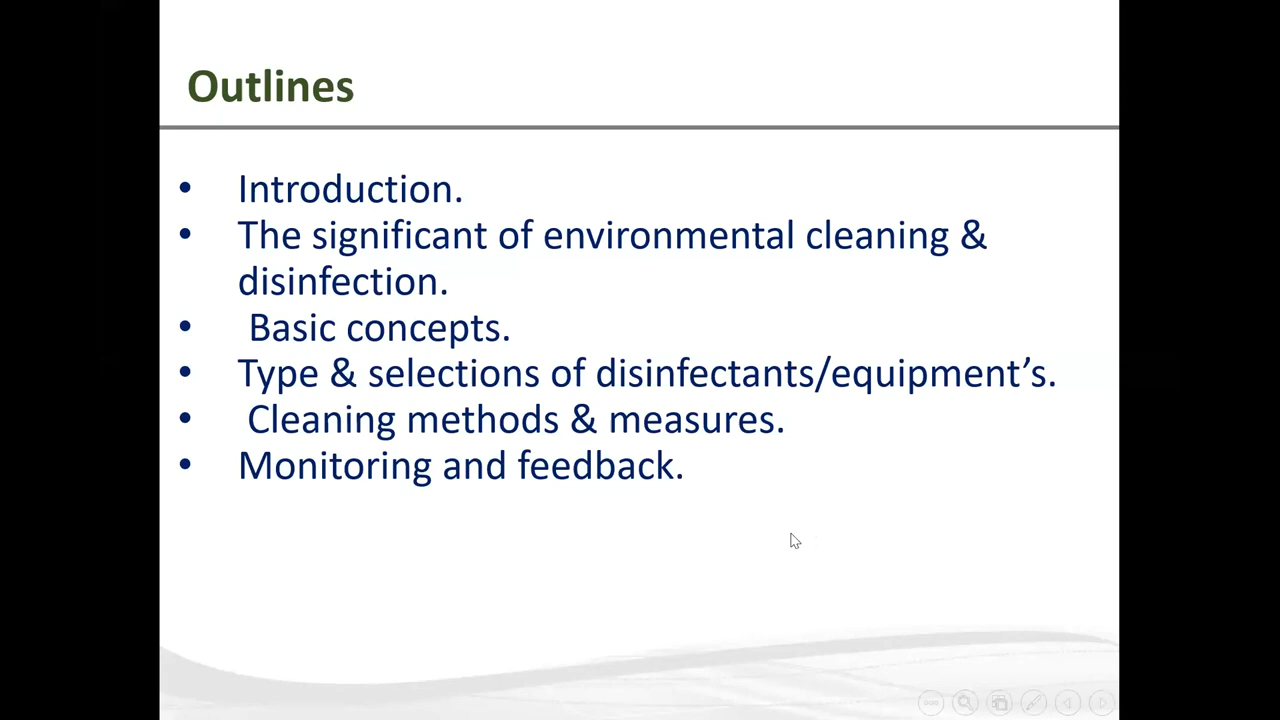 Outlines
• Introduction.
• The significant of environmental cleaning &
disinfection.
• Basic concepts.
• Type & selections of disinfectants/equipment’s.
• Cleaning methods & measures.
• Monitoring and feedback.